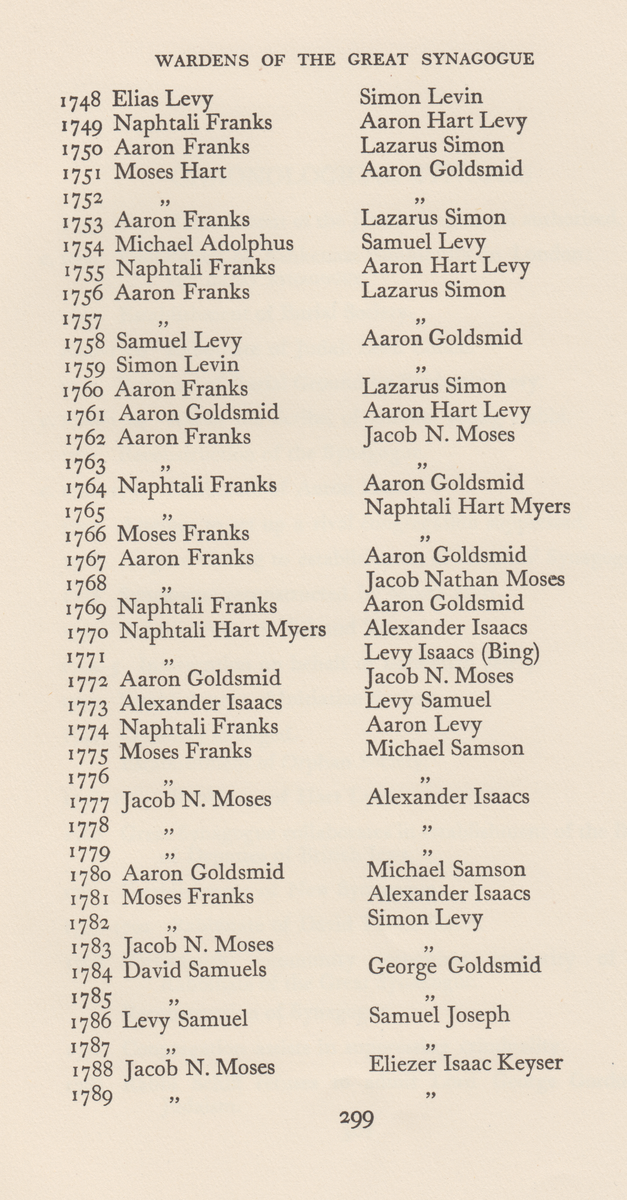 WARDENS OF THE GREAT SYNAGOGUE
1748 Elias Levy Simon Levin
1749 Naphtali Franks Aaron Hart Levy
1750 Aaron Franks Lazarus Simon
1751 Moses Hart Aaron Goldsmid
1752 „ „
1753 Aaron Franks Lazarus Simon
1754 Michael Adolphus Samuel Levy
1755 Naphtali Franks Aaron Hart Levy
1756 Aaron Franks Lazarus Simon
1757 „ „
1758 Samuel Levy Aaron Goldsmid
1759 Simon Levin „
1760 Aaron Franks Lazarus Simon
1761 Aaron Goldsmid Aaron Hart Levy
1762 Aaron Franks Jacob N. Moses
1763 „ „
1764 Naphtali Franks Aaron Goldsmid
1765 „ Naphtali Hart Myers
1766 Moses Franks „
1767 Aaron Franks Aaron Goldsmid
1768 „ Jacob Nathan Moses
1769 Naphtali Franks Aaron Goldsmid
1770 Naphtali Hart Myers Alexander Isaacs
1771 „ Levy Isaacs (Bing)
1772 Aaron Goldsmid Jacob N. Moses
1773 Alexander Isaacs Levy Samuel
1774 Naphtali Franks Aaron Levy
1775 Moses Franks Michael Samson
1776 „ „
1777 Jacob N. Moses Alexander Isaacs
1778 „ „
1779 „ „
1780 Aaron Goldsmid Michael Samson
1781 Moses Franks Alexander Isaacs
1782 „ Simon Levy
1783 Jacob N. Moses „
1784 David Samuels George Goldsmid
1785 „ „
1786 Levy Samuel Samuel Joseph
1787 „ „
1788 Jacob N. Moses Eliezer Isaac Keyser
1789 „ „
299